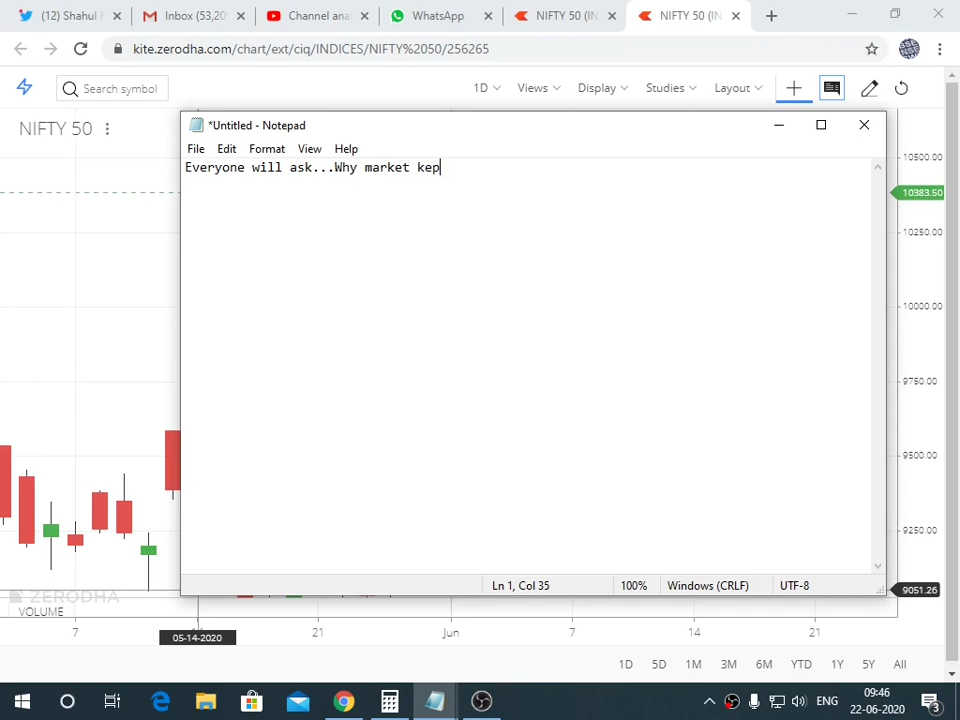 (12) Shahul H
Inbox (53,20
Channel ana
WhatsApp
NIFTY 50 (IN
NIFTY 50 (IN
kite.zerodha.com/chart/ext/ciq/INDICES/NIFTY%2050/256265
Search symbol
1D
Views
Display
Studies
Layout
NIFTY 50
*Untitled - Notepad
File Edit Format View Help
Everyone will ask...Why market kep
10500.00
10383.50
10250.00
10000.00
9750.00
9500.00
9250.00
9051.26
Ln 1, Col 35
100%
Windows (CRLF)
UTF-8
ZERODHA
VOLUME
7
21
Jun
7
14
21
05-14-2020
1D 5D 1M 3M 6M YTD 1Y 5Y All
ENG
09:46
22-06-2020
3